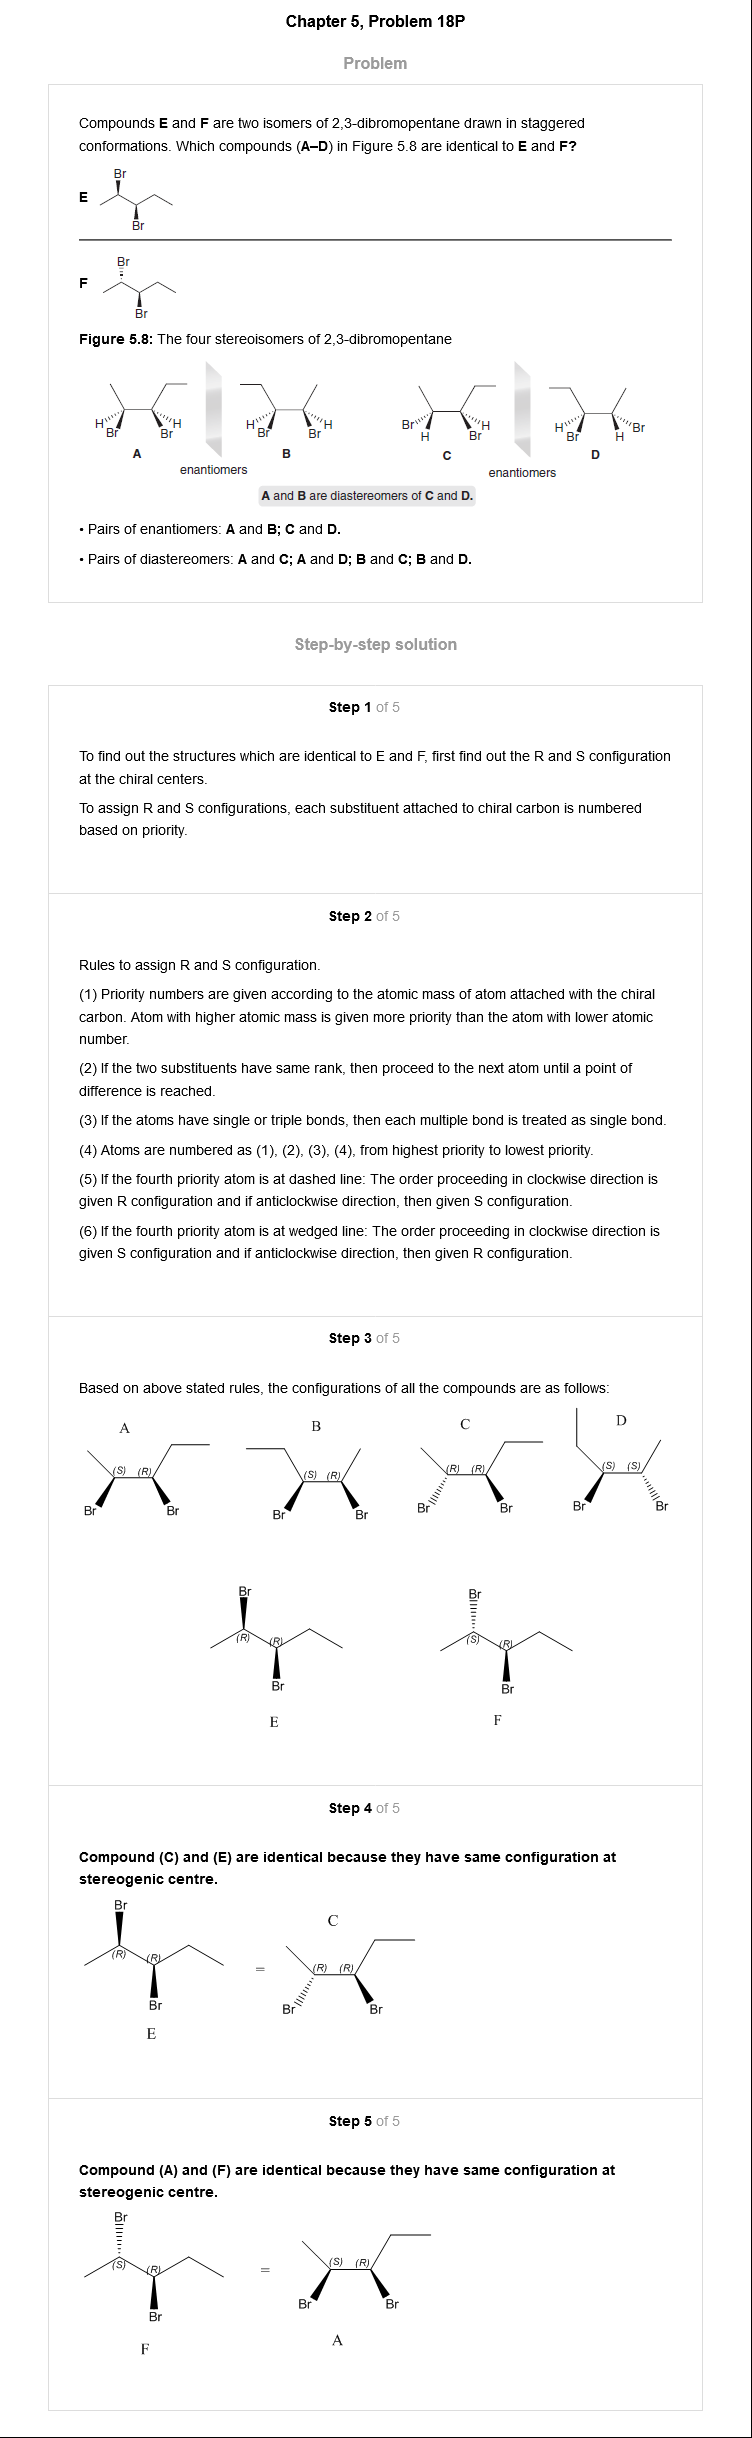 Chapter 5, Problem 18P
Problem
Compounds E and F are two isomers of 2,3-dibromopentane drawn in staggered
conformations. Which compounds (A–D) in Figure 5.8 are identical to E and F?
Br
E
Br
Br
F
Br
Figure 5.8: The four stereoisomers of 2,3-dibromopentane
H Br Br H
A
enantiomers
H Br Br H
B
Br H Br H
C
enantiomers
H Br H Br
D
A and B are diastereomers of C and D.
• Pairs of enantiomers: A and B; C and D.
• Pairs of diastereomers: A and C; A and D; B and C; B and D.
Step-by-step solution
Step 1 of 5
To find out the structures which are identical to E and F, first find out the R and S configuration
at the chiral centers.
To assign R and S configurations, each substituent attached to chiral carbon is numbered
based on priority.
Step 2 of 5
Rules to assign R and S configuration.
(1) Priority numbers are given according to the atomic mass of atom attached with the chiral
carbon. Atom with higher atomic mass is given more priority than the atom with lower atomic
number.
(2) If the two substituents have same rank, then proceed to the next atom until a point of
difference is reached.
(3) If the atoms have single or triple bonds, then each multiple bond is treated as single bond.
(4) Atoms are numbered as (1), (2), (3), (4), from highest priority to lowest priority.
(5) If the fourth priority atom is at dashed line: The order proceeding in clockwise direction is
given R configuration and if anticlockwise direction, then given S configuration.
(6) If the fourth priority atom is at wedged line: The order proceeding in clockwise direction is
given S configuration and if anticlockwise direction, then given R configuration.
Step 3 of 5
Based on above stated rules, the configurations of all the compounds are as follows:
A
(S) (R)
Br Br
B
(S) (R)
Br Br
C
(R) (R)
Br Br
D
(S) (S)
Br Br
Br
(R) (R)
Br
E
Br
(S) (R)
Br
F
Step 4 of 5
Compound (C) and (E) are identical because they have same configuration at
stereogenic centre.
Br
(R) (R)
Br
E
=
C
(R) (R)
Br Br
Step 5 of 5
Compound (A) and (F) are identical because they have same configuration at
stereogenic centre.
Br
(S) (R)
Br
F
=
(S) (R)
Br Br
A